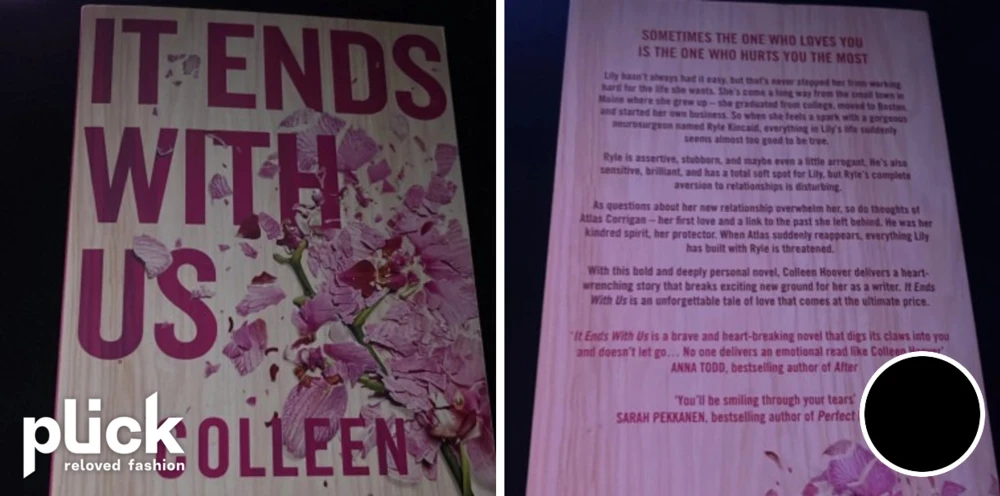 IT ENDS
WITH
US
COLLEEN
plick
reloved fashion
SOMETIMES THE ONE WHO LOVES YOU
IS THE ONE WHO HURTS YOU THE MOST
Lily hasn't always had it easy, but that's never stopped her from working
hard for the life she wants. She's come a long way from the small town in
Maine where she grew up – she graduated from college, moved to Boston,
and started her own business. So when she feels a spark with a gorgeous
neurosurgeon named Ryle Kincaid, everything in Lily's life suddenly
seems almost too good to be true.
Ryle is assertive, stubborn, and maybe even a little arrogant. He's also
sensitive, brilliant, and has a total soft spot for Lily, but Ryle's complete
aversion to relationships is disturbing.
As questions about her new relationship overwhelm her, so do thoughts of
Atlas Corrigan – her first love and a link to the past she left behind. He was her
kindred spirit, her protector. When Atlas suddenly reappears, everything Lily
has built with Ryle is threatened.
With this bold and deeply personal novel, Colleen Hoover delivers a heart-
wrenching story that breaks exciting new ground for her as a writer. It Ends
With Us is an unforgettable tale of love that comes at the ultimate price.
'It Ends With Us is a brave and heart-breaking novel that digs its claws into you
and doesn't let go... No one delivers an emotional read like Colleen
ANNA TODD, bestselling author of After
'You'll be smiling through your tears'
SARAH PEKKANEN, bestselling author of Perfect